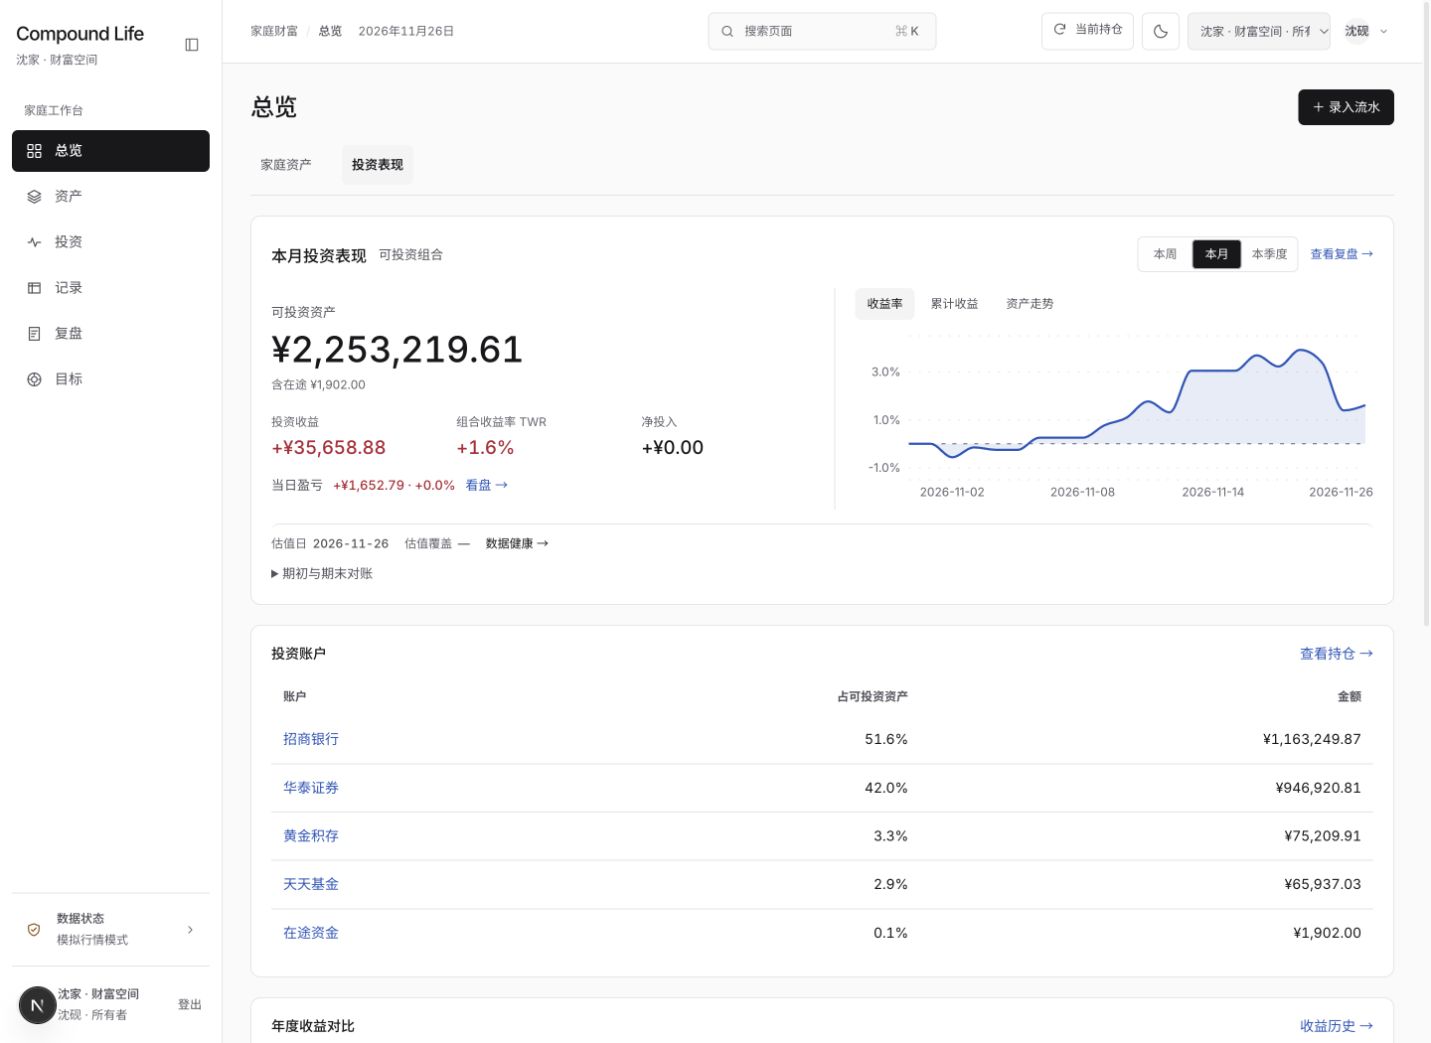 Compound Life
沈家 · 财富空间
家庭工作台
总览
资产
投资
记录
复盘
目标
数据状态
模拟行情模式
N
沈家 · 财富空间
沈砚 · 所有者
登出
家庭财富 / 总览 2026年11月26日
搜索页面 ⌘ K
当前持仓
沈家 · 财富空间 · 所有
沈砚
总览
+ 录入流水
家庭资产 投资表现
本月投资表现 可投资组合
本周 本月 本季度 查看复盘 →
可投资资产
¥2,253,219.61
含在途 ¥1,902.00
投资收益 组合收益率 TWR 净投入
+¥35,658.88 +1.6% +¥0.00
当日盈亏 +¥1,652.79 · +0.0% 看盘 →
收益率 累计收益 资产走势
3.0%
1.0%
-1.0%
2026-11-02 2026-11-08 2026-11-14 2026-11-26
估值日 2026-11-26 估值覆盖 — 数据健康 →
▶ 期初与期末对账
投资账户 查看持仓 →
账户 占可投资资产 金额
招商银行 51.6% ¥1,163,249.87
华泰证券 42.0% ¥946,920.81
黄金积存 3.3% ¥75,209.91
天天基金 2.9% ¥65,937.03
在途资金 0.1% ¥1,902.00
年度收益对比 收益历史 →